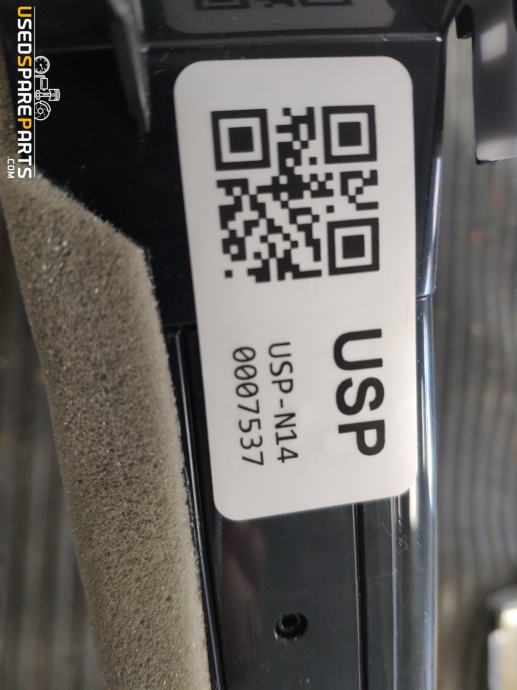 USEDSPAREPARTS
.COM
USP
USP-N14
0007537